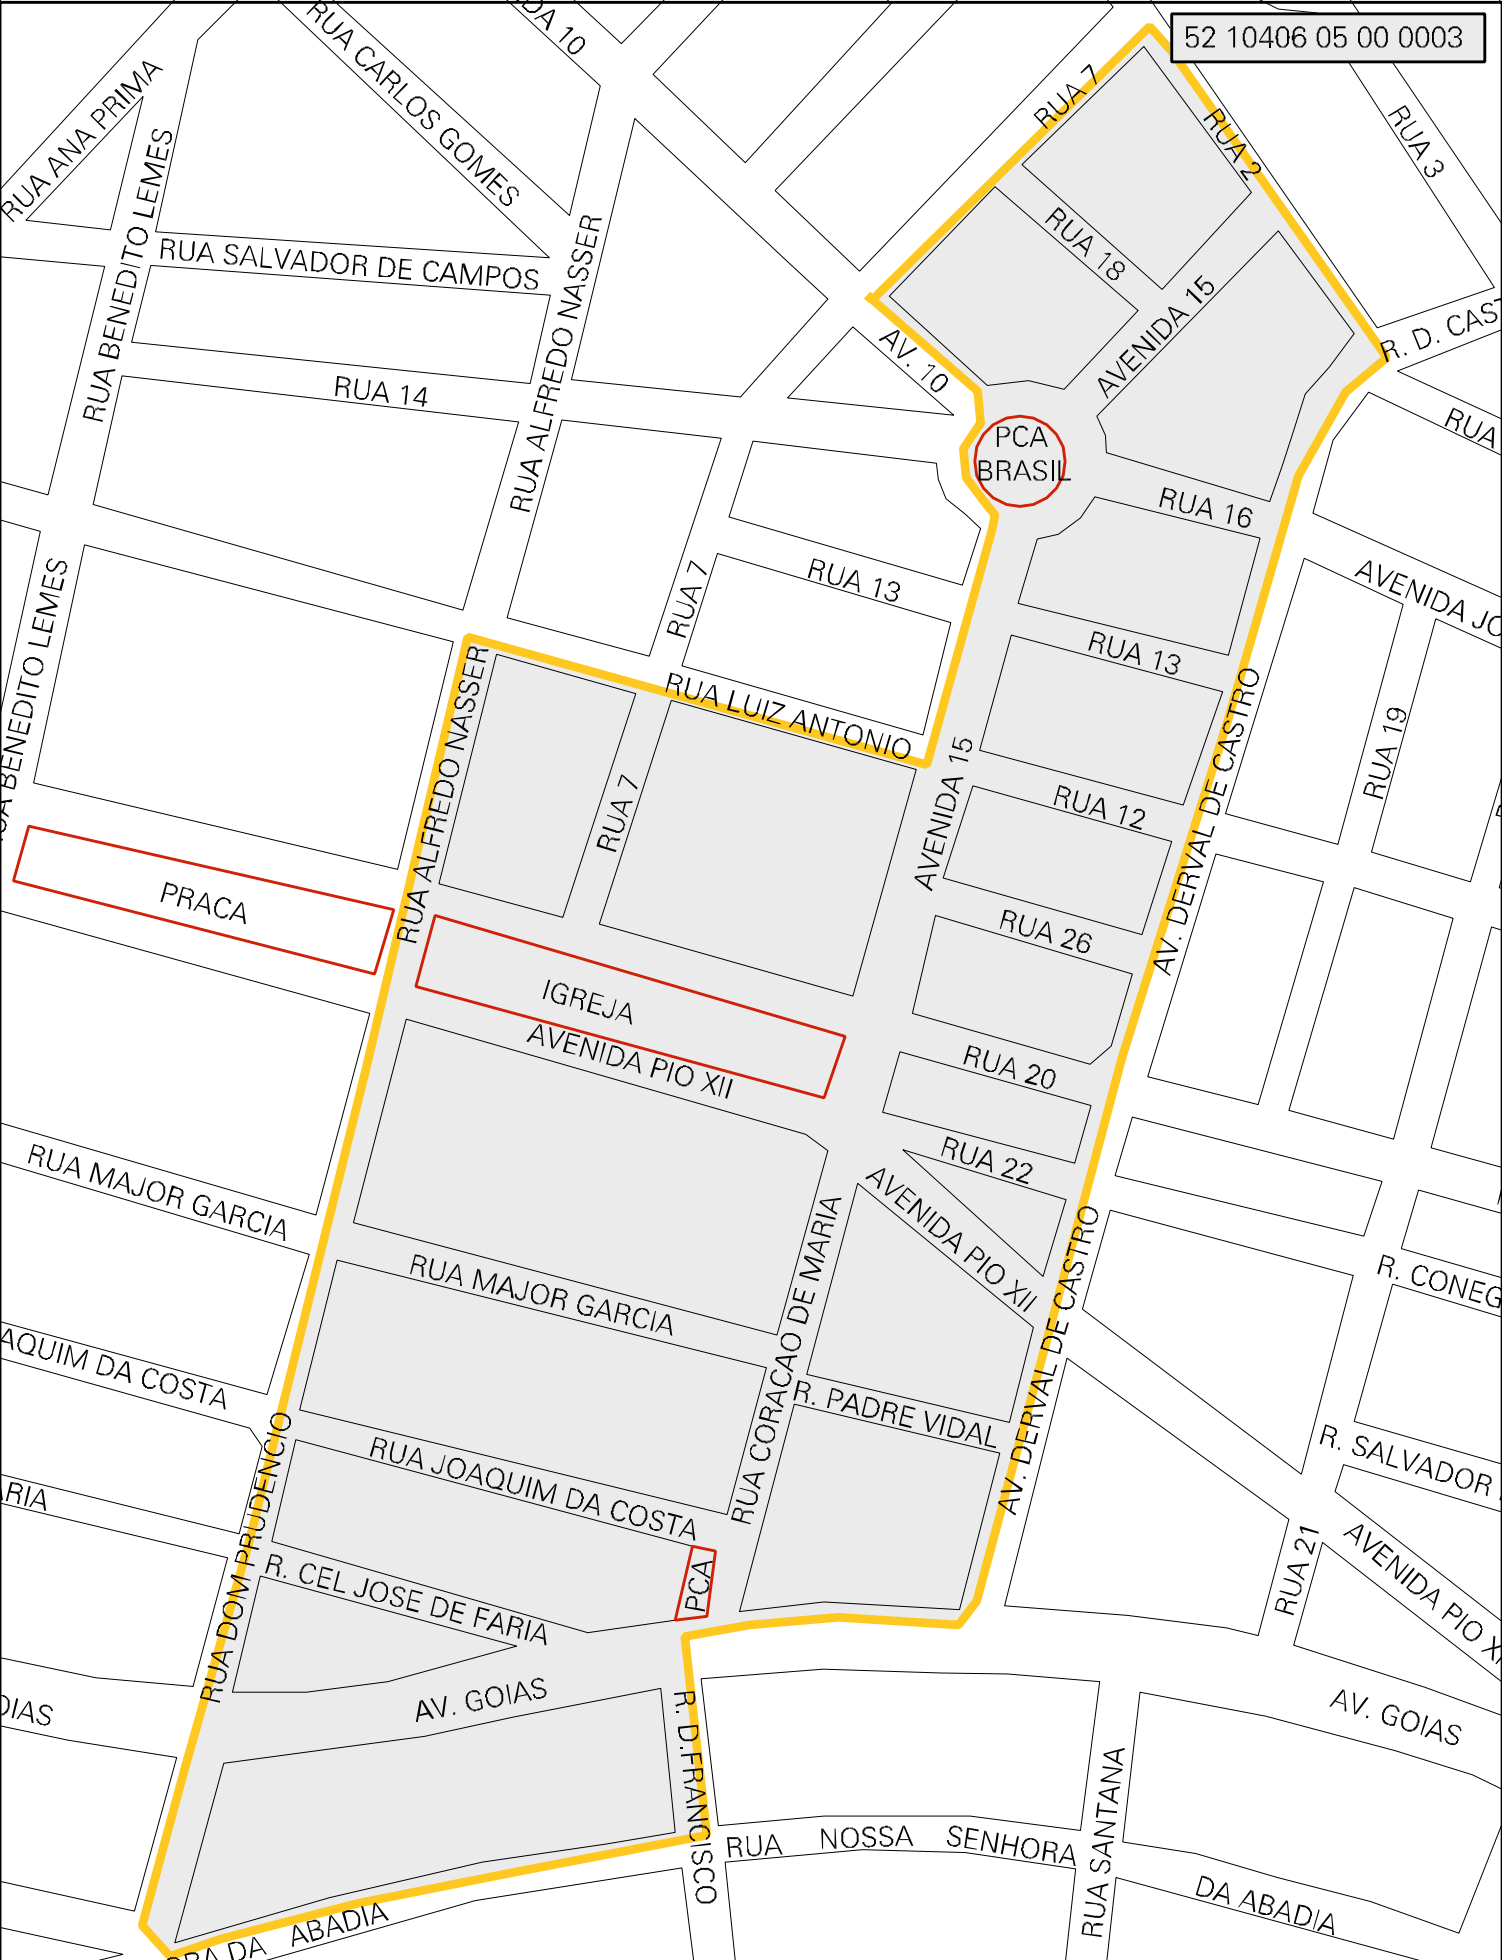 52 10406 05 00 0003
RUA ANA PRIMA
RUA CARLOS GOMES
DA 10
RUA 7
RUA 2
RUA 3
RUA BENEDITO LEMES
RUA SALVADOR DE CAMPOS
RUA ALFREDO NASSER
RUA 18
AVENIDA 15
R. D. CAS
RUA 14
AV. 10
RUA
PCA
BRASIL
RUA 16
RUA 7
RUA 13
AVENIDA JO
BENEDITO LEMES
RUA 13
RUA LUIZ ANTONIO
RUA ALFREDO NASSER
RUA 7
AVENIDA 15
RUA 12
AV. DERVAL DE CASTRO
RUA 19
PRACA
RUA 26
IGREJA
AVENIDA PIO XII
RUA 20
RUA 22
RUA MAJOR GARCIA
AVENIDA PIO XII
RUA MAJOR GARCIA
RUA CORACAO DE MARIA
AV. DERVAL DE CASTRO
R. CONEG
AQUIM DA COSTA
R. PADRE VIDAL
RUA JOAQUIM DA COSTA
R. SALVADOR
RIA
RUA DOM PRUDENCIO
R. CEL JOSE DE FARIA
PCA
RUA 21
AVENIDA PIO X
OIAS
AV. GOIAS
R. D.FRANCISCO
AV. GOIAS
RUA NOSSA SENHORA
RUA SANTANA
DA ABADIA
DA ABADIA